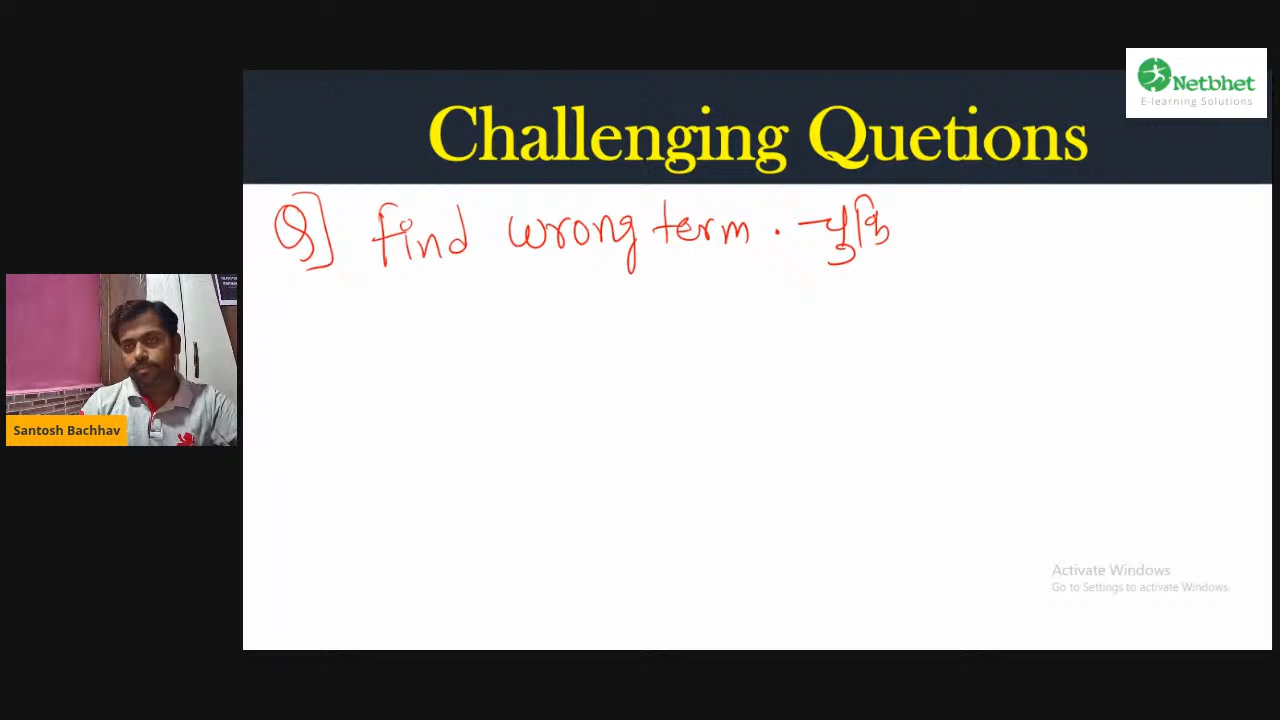 Netbhet
E-learning Solutions
Challenging Quetions
Q] Find wrong term. चुकि
Santosh Bachhav
Activate Windows
Go to Settings to activate Windows.